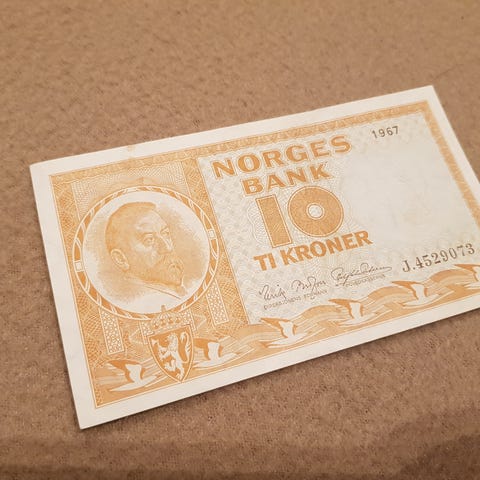 1967
NORGES
BANK
10
TI KRONER
J.4529073